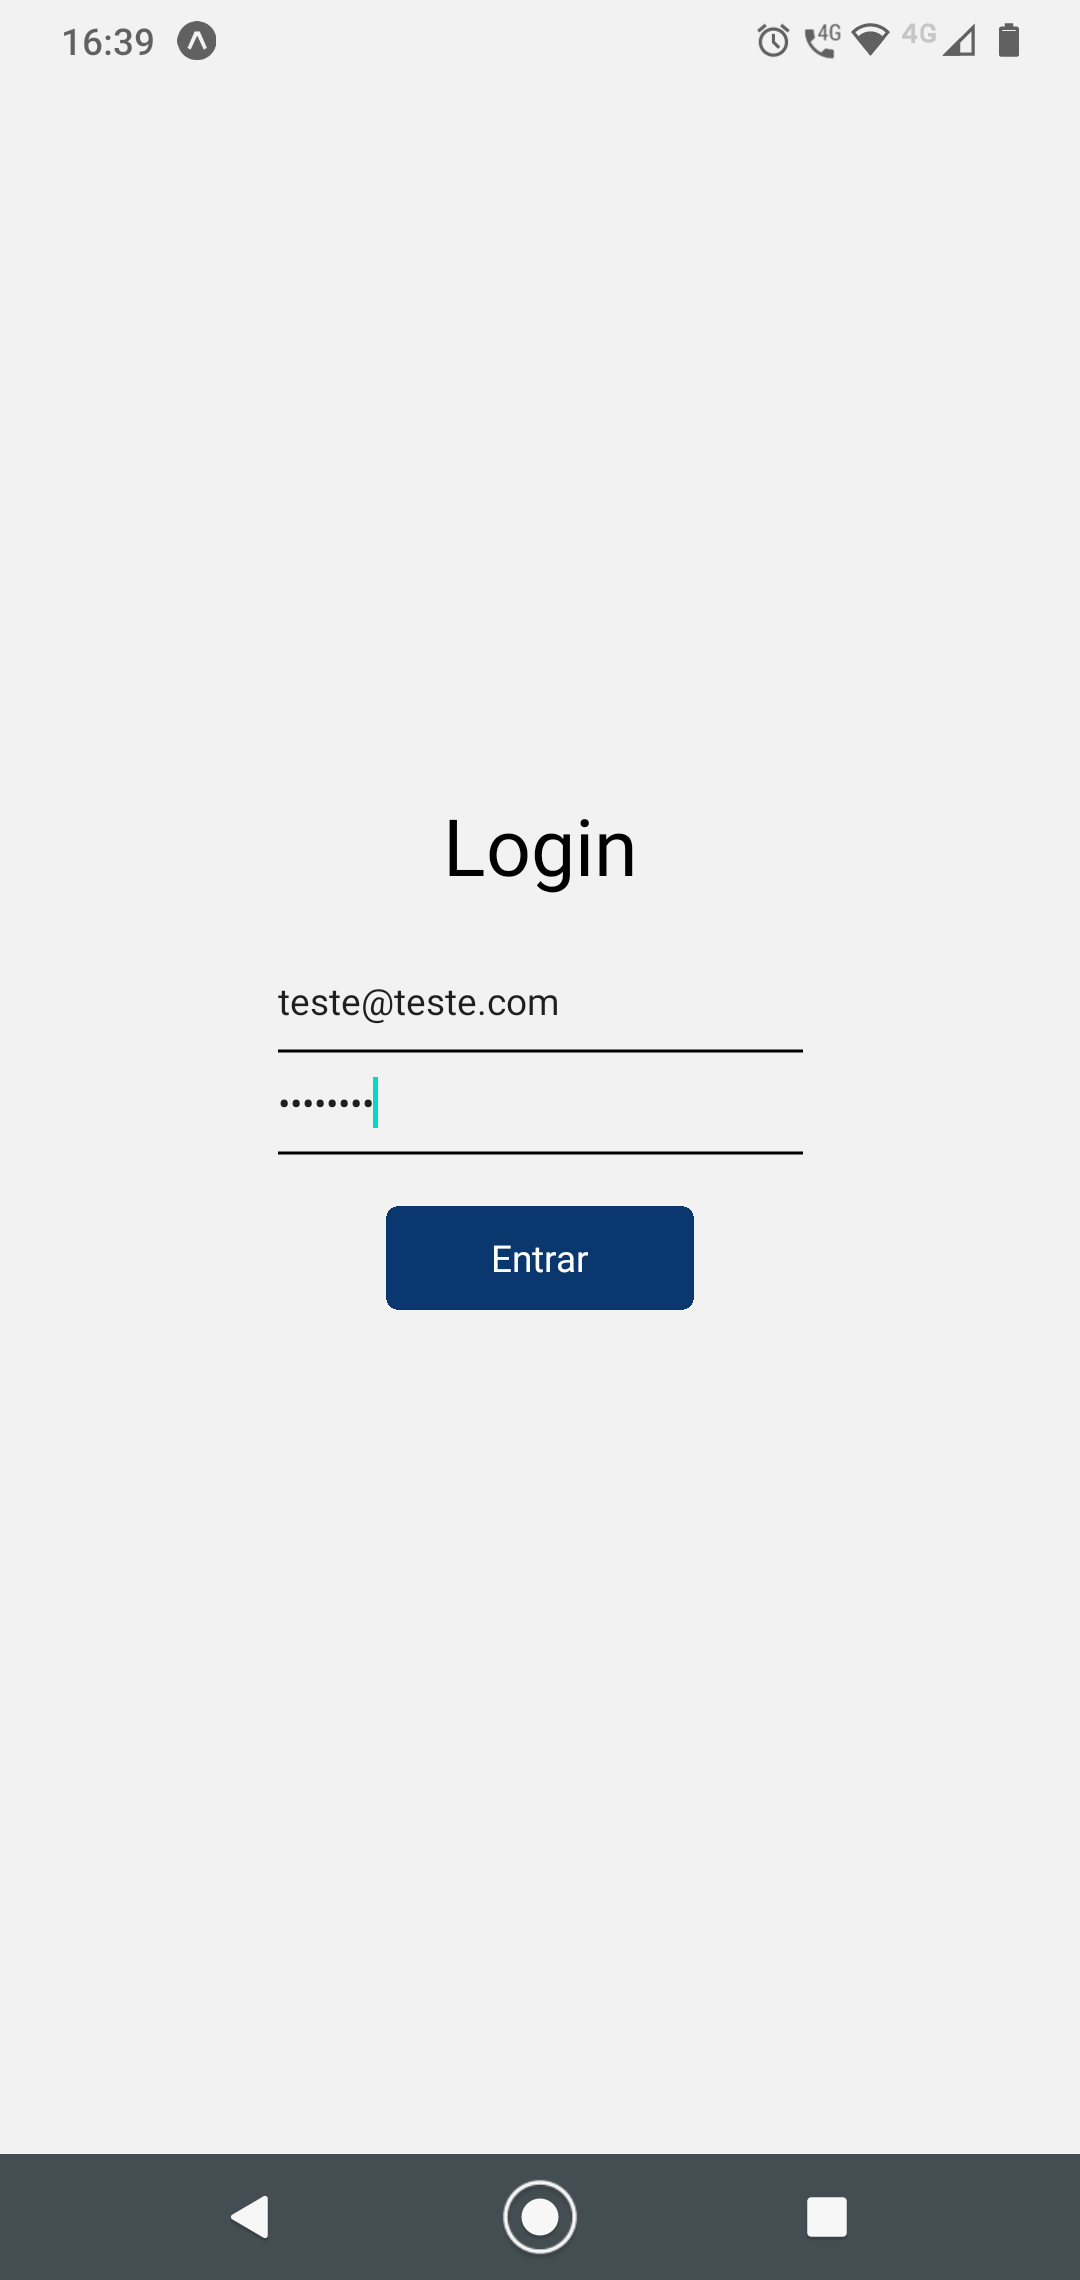 16:39
4G 4G
Login
teste@teste.com
••••••••
Entrar